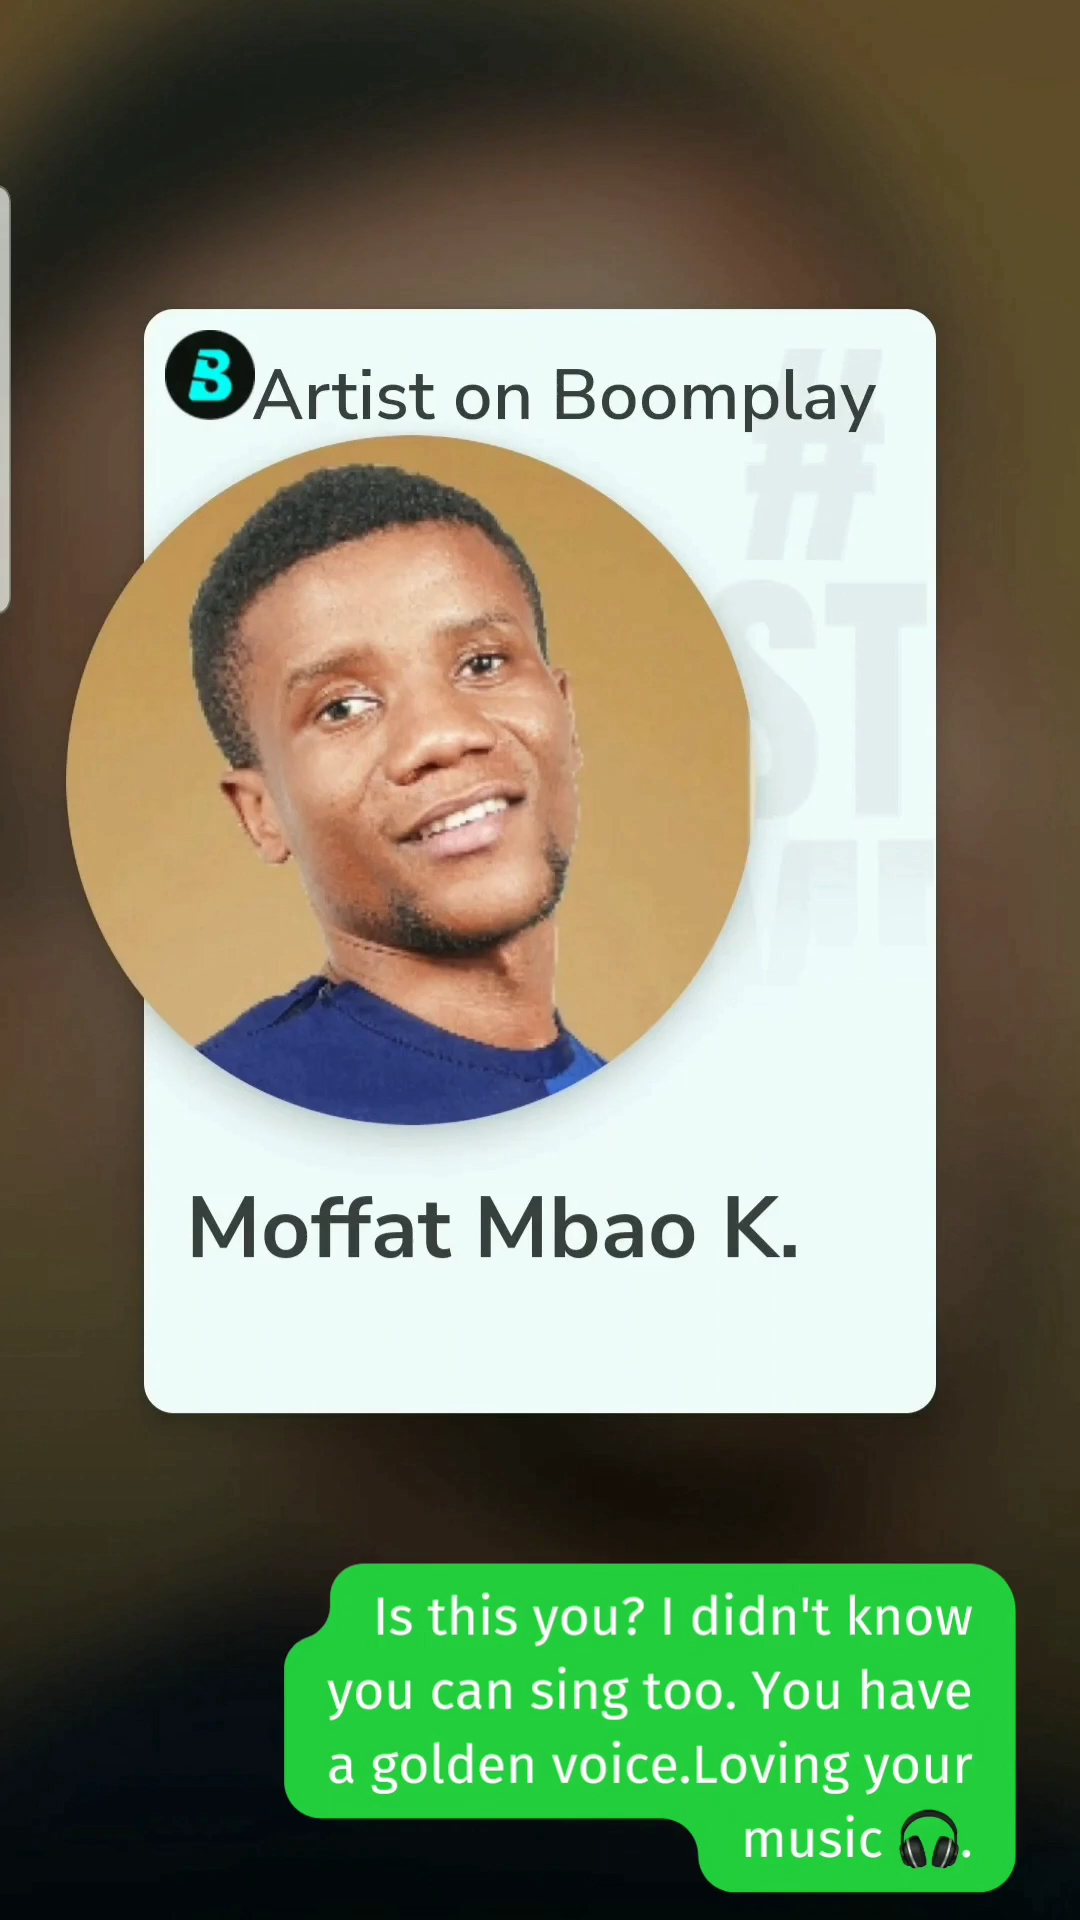 B
Artist on Boomplay
#
ST
Moffat Mbao K.
Is this you? I didn't know
you can sing too. You have
a golden voice.Loving your
music 🎧.